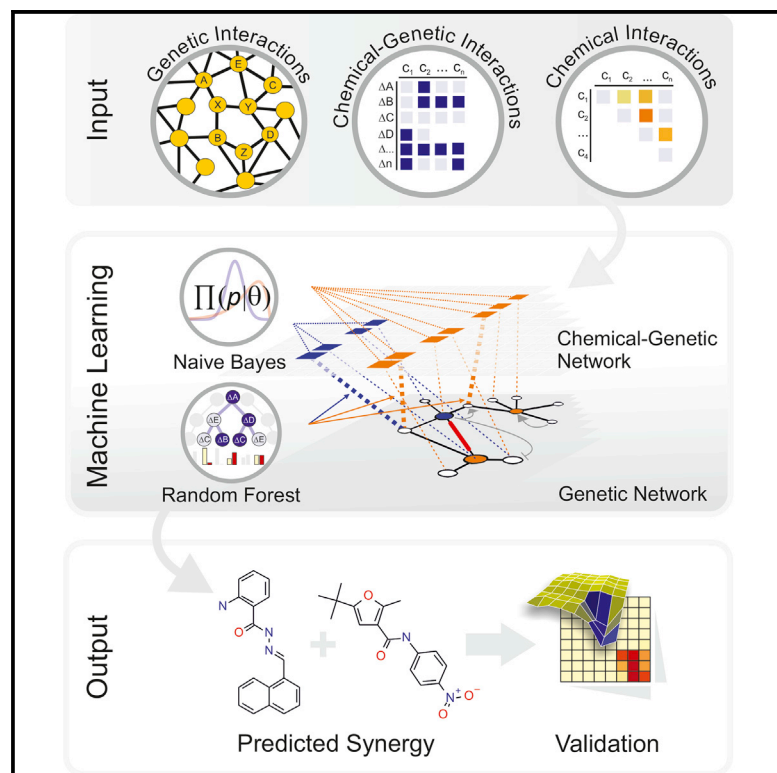 Input
Genetic Interactions
A
E
C
X
Y
B
D
Z
Chemical-Genetic Interactions
C1 C2 ... Cn
ΔA
ΔB
ΔC
ΔD
Δ...
Δn
Chemical Interactions
C1 C2 ... Cn
C1
C2
...
C4
Machine Learning
∏(p|θ)
Naive Bayes
ΔA
ΔE ΔD
ΔC ΔB ΔC ΔE
Random Forest
Chemical-Genetic
Network
Genetic Network
Output
N
O
N
N
+
O
O
N
N+
O
O−
Predicted Synergy
Validation